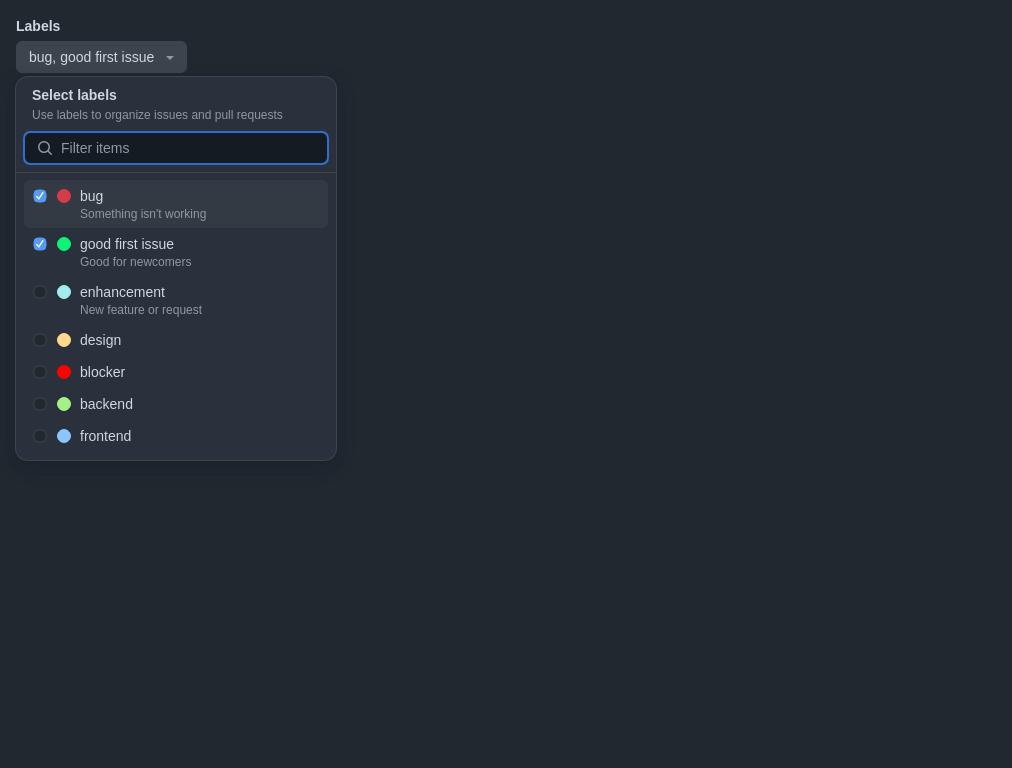 Labels
bug, good first issue
Select labels
Use labels to organize issues and pull requests
Filter items
bug
Something isn't working
good first issue
Good for newcomers
enhancement
New feature or request
design
blocker
backend
frontend